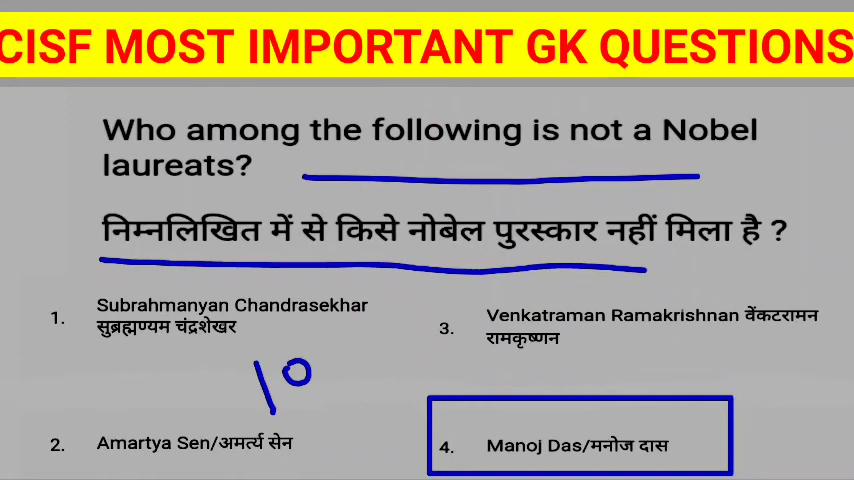 CISF MOST IMPORTANT GK QUESTIONS
Who among the following is not a Nobel
laureats?
निम्नलिखित में से किसे नोबेल पुरस्कार नहीं मिला है ?
1. Subrahmanyan Chandrasekhar
सुब्रह्मण्यम चंद्रशेखर
3. Venkatraman Ramakrishnan वेंकटरामन
रामकृष्णन
10
2. Amartya Sen/अमर्त्य सेन
4. Manoj Das/मनोज दास